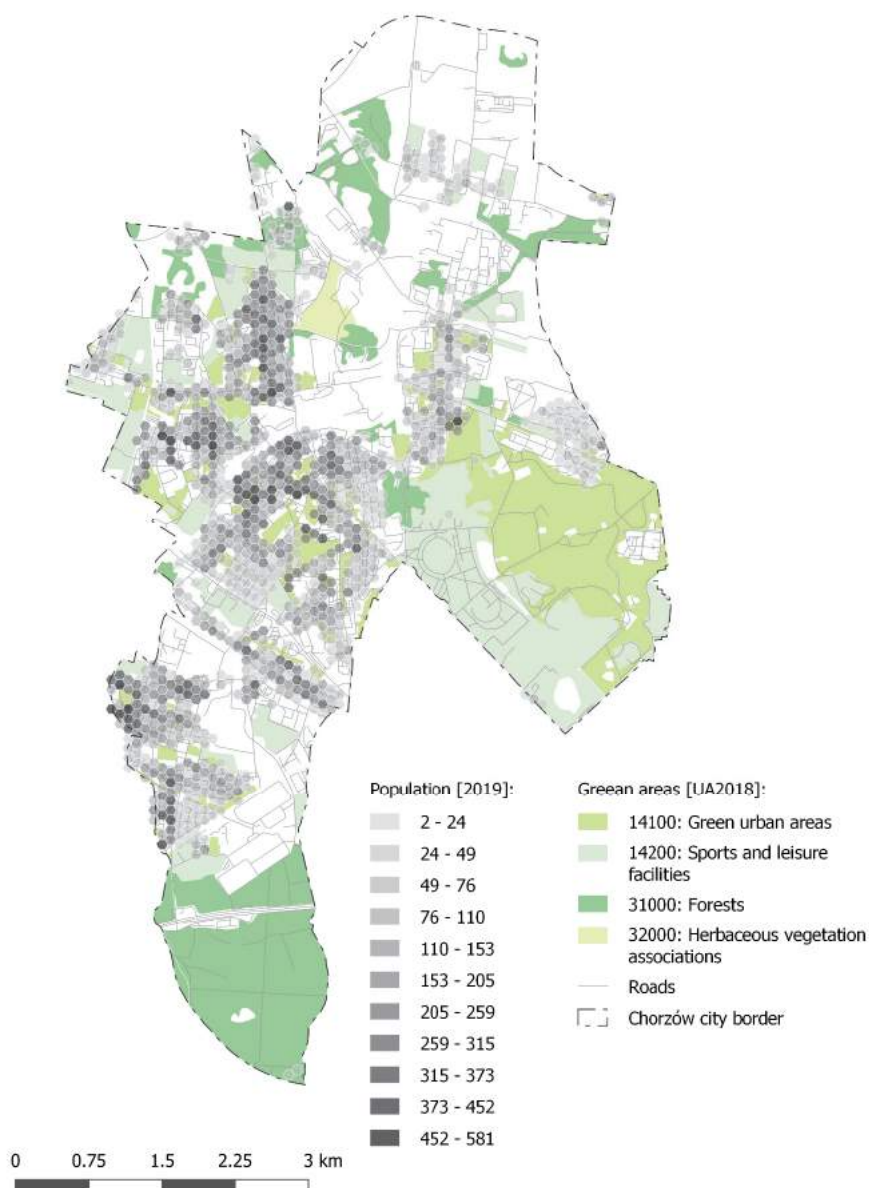 Population [2019]:
2 - 24
24 - 49
49 - 76
76 - 110
110 - 153
153 - 205
205 - 259
259 - 315
315 - 373
373 - 452
452 - 581
Greean areas [UA2018]:
14100: Green urban areas
14200: Sports and leisure
facilities
31000: Forests
32000: Herbaceous vegetation
associations
Roads
Chorzów city border
0 0.75 1.5 2.25 3 km